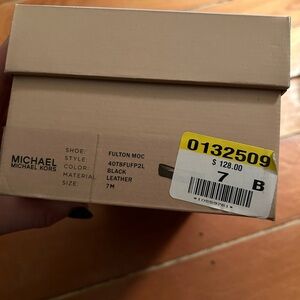 MICHAEL
MICHAEL KORS
SHOE: FULTON MOC
STYLE: 40T8FUFP2L
COLOR: BLACK
MATERIAL: LEATHER
SIZE: 7M
0132509
$ 128.00
7 B